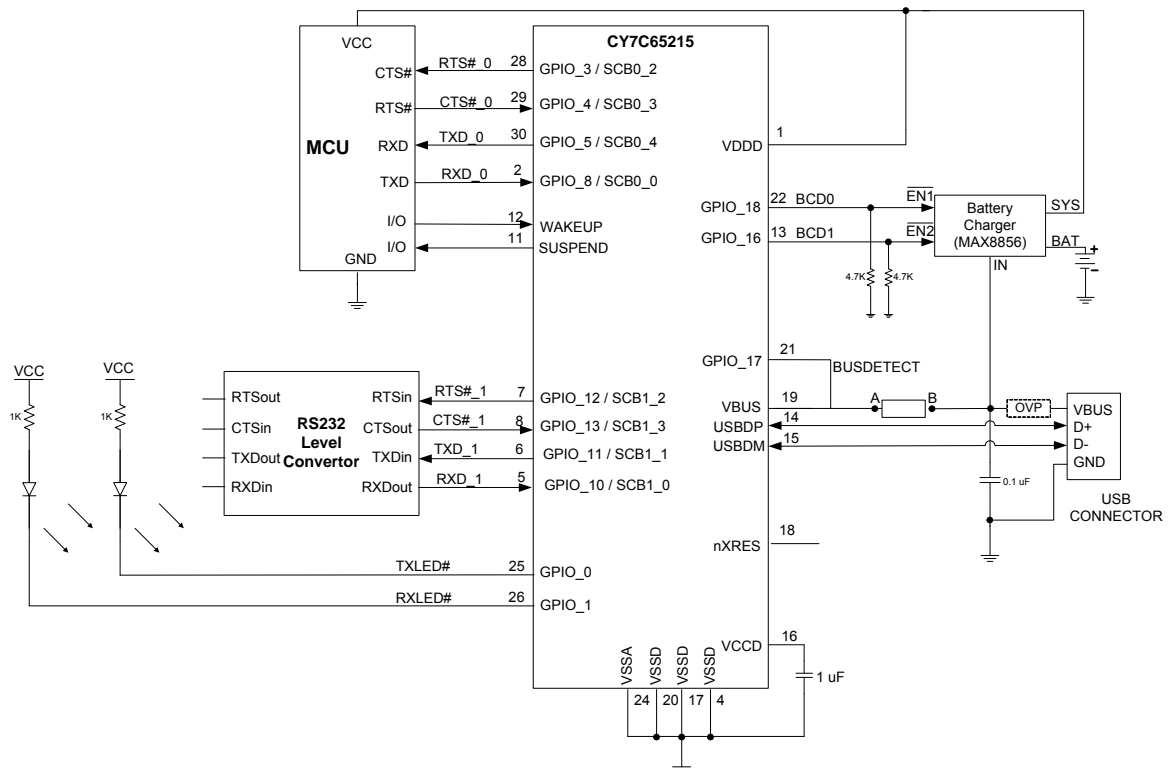 CY7C65215
VCC
CTS# RTS#_0 28 GPIO_3 / SCB0_2
RTS# CTS#_0 29 GPIO_4 / SCB0_3
MCU
RXD TXD_0 30 GPIO_5 / SCB0_4
TXD RXD_0 2 GPIO_8 / SCB0_0
I/O 12 WAKEUP
I/O 11 SUSPEND
GND
1
VDDD
GPIO_18 22 BCD0 EN1
GPIO_16 13 BCD1 EN2
Battery
Charger
(MAX8856)
SYS
BAT
+
-
IN
4.7K 4.7K
GPIO_17 21
BUSDETECT
VBUS 19 A B OVP VBUS
USBDP 14 D+
USBDM 15 D-
GND
0.1 uF
USB
CONNECTOR
VCC VCC
1K 1K
RTSout RTSin RTS#_1 7 GPIO_12 / SCB1_2
CTSin CTSout CTS#_1 8 GPIO_13 / SCB1_3
RS232
Level
Convertor
TXDout TXDin TXD_1 6 GPIO_11 / SCB1_1
RXDin RXDout RXD_1 5 GPIO_10 / SCB1_0
nXRES 18
TXLED# 25 GPIO_0
RXLED# 26 GPIO_1
VCCD 16
1 uF
VSSA VSSD VSSD VSSD
24 20 17 4